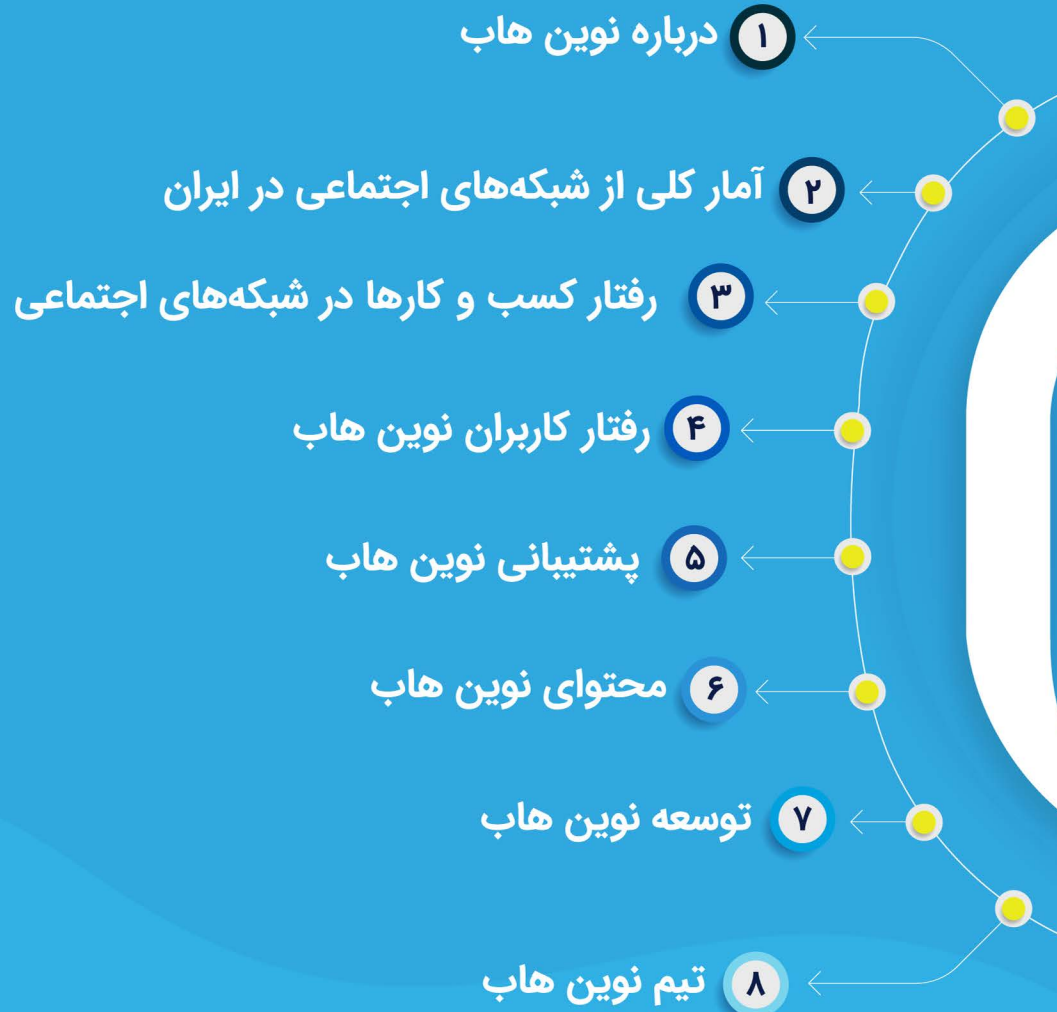 ۱ درباره نوین هاب
۲ آمار کلی از شبکه‌های اجتماعی در ایران
۳ رفتار کسب و کارها در شبکه‌های اجتماعی
۴ رفتار کاربران نوین هاب
۵ پشتیبانی نوین هاب
۶ محتوای نوین هاب
۷ توسعه نوین هاب
۸ تیم نوین هاب